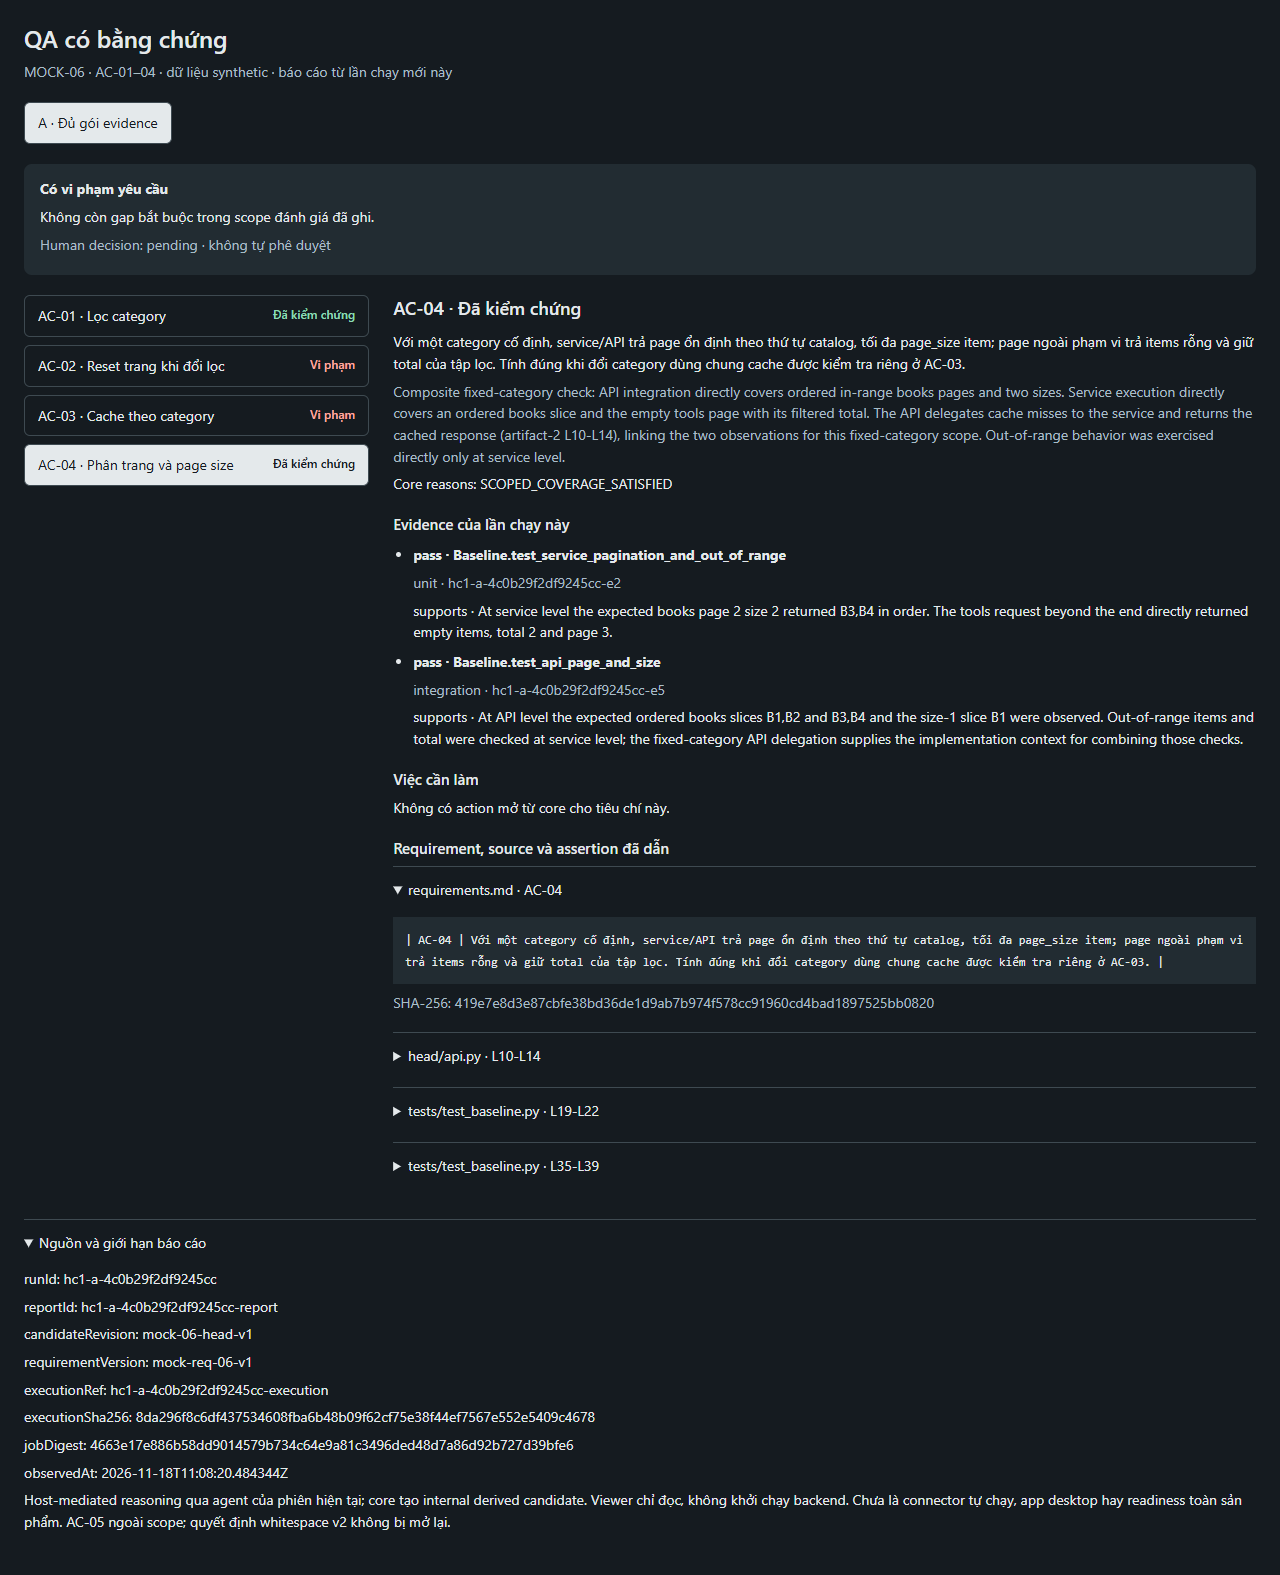 QA có bằng chứng
MOCK-06 · AC-01–04 · dữ liệu synthetic · báo cáo từ lần chạy mới này
A · Đủ gói evidence
Có vi phạm yêu cầu
Không còn gap bắt buộc trong scope đánh giá đã ghi.
Human decision: pending · không tự phê duyệt
AC-01 · Lọc category Đã kiểm chứng
AC-02 · Reset trang khi đổi lọc Vi phạm
AC-03 · Cache theo category Vi phạm
AC-04 · Phân trang và page size Đã kiểm chứng
AC-04 · Đã kiểm chứng
Với một category cố định, service/API trả page ổn định theo thứ tự catalog, tối đa page_size item; page ngoài phạm vi trả items rỗng và giữ
total của tập lọc. Tính đúng khi đổi category dùng chung cache được kiểm tra riêng ở AC-03.
Composite fixed-category check: API integration directly covers ordered in-range books pages and two sizes. Service execution directly
covers an ordered books slice and the empty tools page with its filtered total. The API delegates cache misses to the service and returns the
cached response (artifact-2 L10-L14), linking the two observations for this fixed-category scope. Out-of-range behavior was exercised
directly only at service level.
Core reasons: SCOPED_COVERAGE_SATISFIED
Evidence của lần chạy này
• pass · Baseline.test_service_pagination_and_out_of_range
unit · hc1-a-4c0b29f2df9245cc-e2
supports · At service level the expected books page 2 size 2 returned B3,B4 in order. The tools request beyond the end directly returned
empty items, total 2 and page 3.
• pass · Baseline.test_api_page_and_size
integration · hc1-a-4c0b29f2df9245cc-e5
supports · At API level the expected ordered books slices B1,B2 and B3,B4 and the size-1 slice B1 were observed. Out-of-range items and
total were checked at service level; the fixed-category API delegation supplies the implementation context for combining those checks.
Việc cần làm
Không có action mở từ core cho tiêu chí này.
Requirement, source và assertion đã dẫn
▼ requirements.md · AC-04
| AC-04 | Với một category cố định, service/API trả page ổn định theo thứ tự catalog, tối đa page_size item; page ngoài phạm vi
trả items rỗng và giữ total của tập lọc. Tính đúng khi đổi category dùng chung cache được kiểm tra riêng ở AC-03. |
SHA-256: 419e7e8d3e87cbfe38bd36de1d9ab7b974f578cc91960cd4bad1897525bb0820
▶ head/api.py · L10-L14
▶ tests/test_baseline.py · L19-L22
▶ tests/test_baseline.py · L35-L39
▼ Nguồn và giới hạn báo cáo
runId: hc1-a-4c0b29f2df9245cc
reportId: hc1-a-4c0b29f2df9245cc-report
candidateRevision: mock-06-head-v1
requirementVersion: mock-req-06-v1
executionRef: hc1-a-4c0b29f2df9245cc-execution
executionSha256: 8da296f8c6df437534608fba6b48b09f62cf75e38f44ef7567e552e5409c4678
jobDigest: 4663e17e886b58dd9014579b734c64e9a81c3496ded48d7a86d92b727d39bfe6
observedAt: 2026-11-18T11:08:20.484344Z
Host-mediated reasoning qua agent của phiên hiện tại; core tạo internal derived candidate. Viewer chỉ đọc, không khởi chạy backend. Chưa là connector tự chạy, app desktop hay readiness toàn sản
phẩm. AC-05 ngoài scope; quyết định whitespace v2 không bị mở lại.